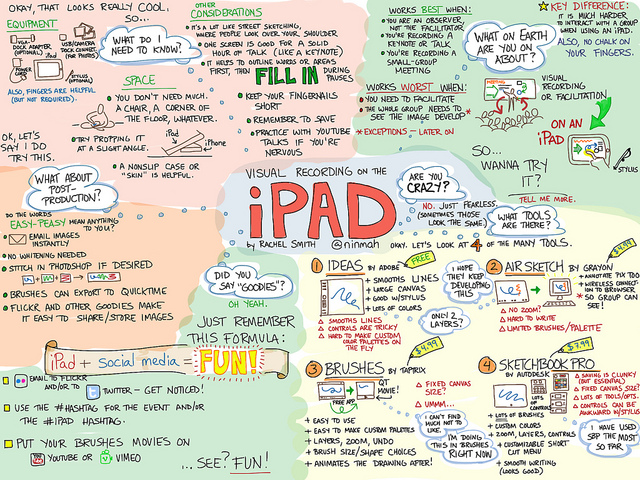 OKAY, THAT LOOKS REALLY COOL.
SO...
EQUIPMENT
VGA
DOCK ADAPTER
(OPTIONAL)
iPAD
USB/CAMERA
DOCK CONNECT
(FOR PHOTOS)
POWER
CORD
STYLUS
(OPTIONAL)
ALSO, FINGERS ARE HELPFUL
(BUT NOT REQUIRED).
WHAT DO I
NEED TO KNOW?
SPACE
YOU DON'T NEED MUCH.
A CHAIR, A CORNER OF
THE FLOOR, WHATEVER.
TRY PROPPING IT
AT A SLIGHT ANGLE.
iPad
iPhone
A NONSLIP CASE OR
"SKIN" IS HELPFUL.
OK, LET'S
SAY I DO
TRY THIS.
OTHER
CONSIDERATIONS
IT'S A LOT LIKE STREET SKETCHING,
WHERE PEOPLE LOOK OVER YOUR SHOULDER
ONE SCREEN IS GOOD FOR A SOLID
HOUR OF TALK (LIKE A KEYNOTE)
IT HELPS TO OUTLINE WORDS OR AREAS
FIRST, THEN FILL IN DURING
PAUSES
KEEP YOUR FINGERNAILS
SHORT
REMEMBER TO SAVE
PRACTICE WITH YOUTUBE
TALKS IF YOU'RE
NERVOUS
WORKS BEST WHEN:
YOU ARE AN OBSERVER,
NOT THE FACILITATOR
YOU'RE RECORDING A
KEYNOTE OR TALK
YOU'RE RECORDING A
SMALL-GROUP
MEETING
WORKS WORST WHEN:
YOU NEED TO FACILITATE
THE WHOLE GROUP NEEDS TO
SEE THE IMAGE DEVELOP*
*EXCEPTIONS - LATER ON
WHAT ON EARTH
ARE YOU ON
ABOUT?
KEY DIFFERENCE:
IT IS MUCH HARDER
TO INTERACT WITH A GROUP
WHEN USING AN iPAD.
ALSO, NO CHALK ON
YOUR FINGERS.
VISUAL
RECORDING
OR FACILITATION
ON AN
iPAD
STYLUS
SO...
WANNA TRY
IT?
TELL ME MORE.
VISUAL RECORDING ON THE
iPAD
by RACHEL SMITH @ninmah
ARE YOU
CRAZY?
NO. JUST FEARLESS.
(SOMETIMES THOSE
LOOK THE SAME)
WHAT TOOLS
ARE THERE?
OKAY. LET'S LOOK AT 4 OF THE MANY TOOLS.
WHAT ABOUT
POST-
PRODUCTION?
DO THE WORDS
EASY-PEASY MEAN ANYTHING
TO YOU?
EMAIL IMAGES
INSTANTLY
NO WHITENING NEEDED
STITCH IN PHOTOSHOP IF DESIRED
BRUSHES CAN EXPORT TO QUICKTIME
FLICKR AND OTHER GOODIES MAKE
IT EASY TO SHARE/STORE IMAGES
DID YOU
SAY "GOODIES"?
OH YEAH.
JUST REMEMBER
THIS FORMULA:
iPad + social media = FUN!
EMAIL TO FLICKR
AND/OR TO TWITTER - GET NOTICED!
USE THE #HASHTAG FOR THE EVENT AND/OR
THE #IPAD HASHTAG.
PUT YOUR BRUSHES MOVIES ON
YOUTUBE OR VIMEO
...SEE? FUN!
1 IDEAS BY ADOBE FREE
+ SMOOTHS LINES
+ LARGE CANVAS
+ GOOD W/STYLUS
+ LOTS OF COLORS
SMOOTHS LINES
CONTROLS ARE TRICKY
HARD TO MAKE CUSTOM
COLOR PALETTES
ON THE FLY
I HOPE
THEY KEEP
DEVELOPING
THIS
ONLY 2
LAYERS?
2 AIR SKETCH BY GRAYON
+ ANNOTATE PIX TOO
+ WIRELESS CONNECT-
ION TO BROWSER,
* SO GROUP CAN
SEE!
NO ZOOM!
HARD TO WRITE
LIMITED BRUSHES/PALETTE
$7.99
3 BRUSHES BY TAPTRIX
$4.99
QT
MOVIE!
FREE APP
FIXED CANVAS
SIZE?
UMMM...
+ EASY TO USE
+ EASY TO MAKE CUSTOM PALETTES
+ LAYERS, ZOOM, UNDO
+ BRUSH SIZE/SHAPE CHOICES
+ ANIMATES THE DRAWING AFTER!
I CAN'T FIND
MUCH NOT TO
LIKE.
I'M DOING
THIS IN BRUSHES
RIGHT NOW
4 SKETCHBOOK PRO
BY AUTODESK
LOTS
OF
CONTROLS
SAVING IS CLUNKY
(BUT ESSENTIAL)
FIXED CANVAS SIZE
LOTS OF TOOLS/OPTS.
CONTROLS CAN BE
AWKWARD W/STYLUS
+ LOTS OF BRUSHES
+ CUSTOM COLORS
+ ZOOM, LAYERS, CONTROLS
+ CUSTOMIZABLE SHORT
CUT MENU
+ SMOOTH WRITING
(LOOKS GOOD)
I HAVE USED
SBP THE MOST
SO FAR